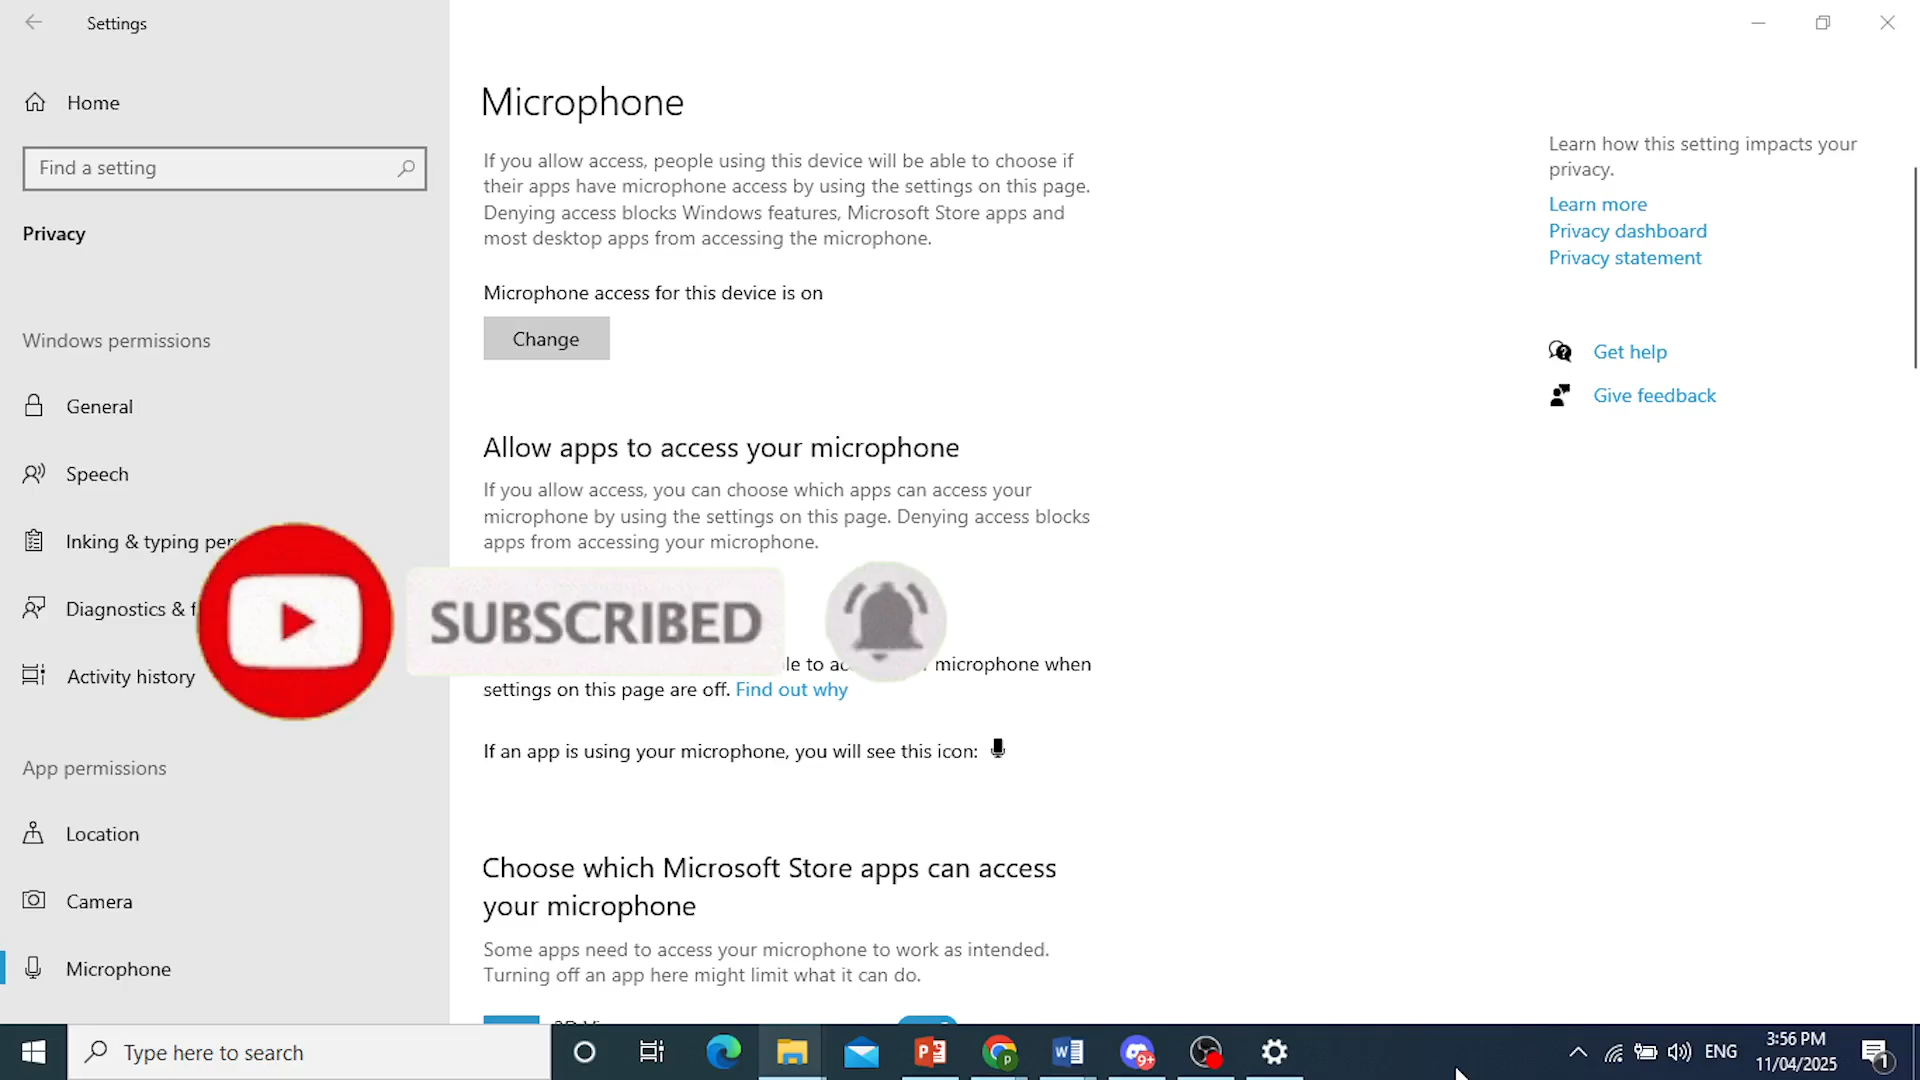 Settings
Home
Find a setting
Privacy
Windows permissions
General
Speech
Inking & typing per
Diagnostics & f
Activity history
App permissions
Location
Camera
Microphone
Microphone
If you allow access, people using this device will be able to choose if
their apps have microphone access by using the settings on this page.
Denying access blocks Windows features, Microsoft Store apps and
most desktop apps from accessing the microphone.
Microphone access for this device is on
Change
Allow apps to access your microphone
If you allow access, you can choose which apps can access your
microphone by using the settings on this page. Denying access blocks
apps from accessing your microphone.
SUBSCRIBED
le to ac microphone when
settings on this page are off. Find out why
If an app is using your microphone, you will see this icon:
Choose which Microsoft Store apps can access
your microphone
Some apps need to access your microphone to work as intended.
Turning off an app here might limit what it can do.
Learn how this setting impacts your
privacy.
Learn more
Privacy dashboard
Privacy statement
Get help
Give feedback
Type here to search
9+
ENG
3:56 PM
11/04/2025
1